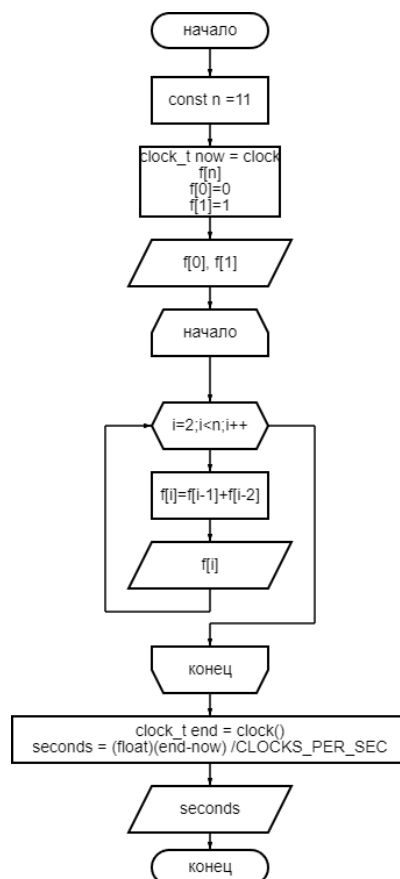 начало
const n =11
clock_t now = clock
f[n]
f[0]=0
f[1]=1
f[0], f[1]
начало
i=2;i<n;i++
f[i]=f[i-1]+f[i-2]
f[i]
конец
clock_t end = clock()
seconds = (float)(end-now) /CLOCKS_PER_SEC
seconds
конец